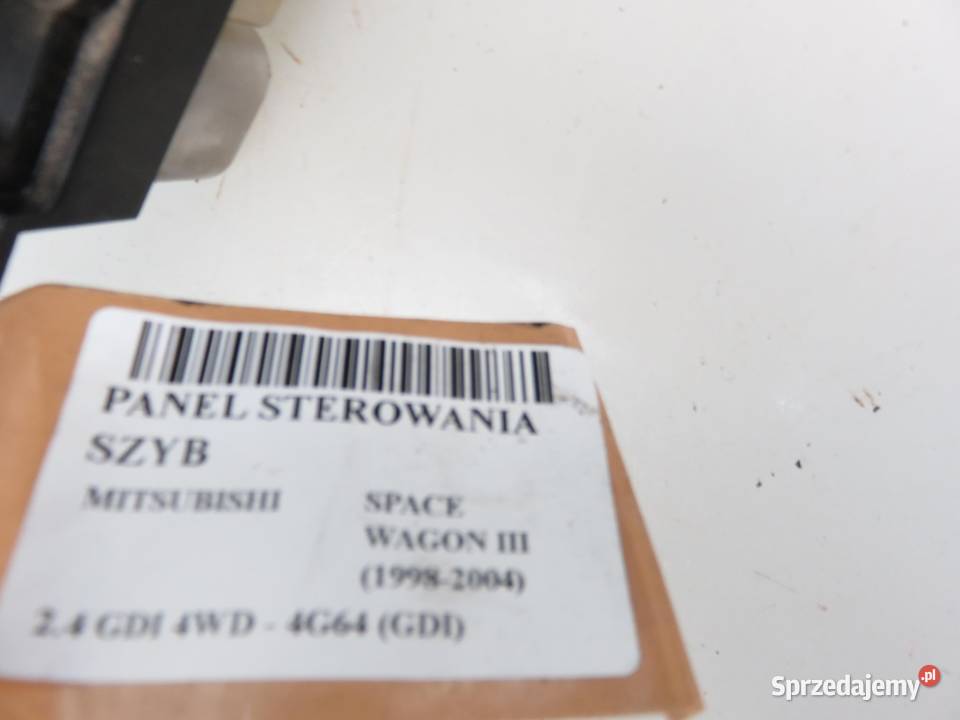 PANEL STEROWANIA
SZYB
MITSUBISHI
SPACE
WAGON III
(1998-2004)
2.4 GDI 4WD - 4G64 (GDI)
Sprzedajemy.pl